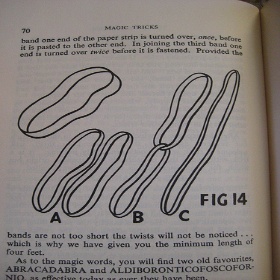 70 MAGIC TRICKS
band one end of the paper strip is turned over, once, before
it is pasted to the other end. In joining the third band one
end is turned over twice before it is fastened. Provided the
A B C FIG 14
bands are not too short the twists will not be noticed . . .
which is why we have given you the minimum length of
four feet.
As to the magic words, you will find two old favourites,
ABRACADABRA and ALDIBORONTICOFOSCOFOR-
NIO, as effective today as ever they have been.